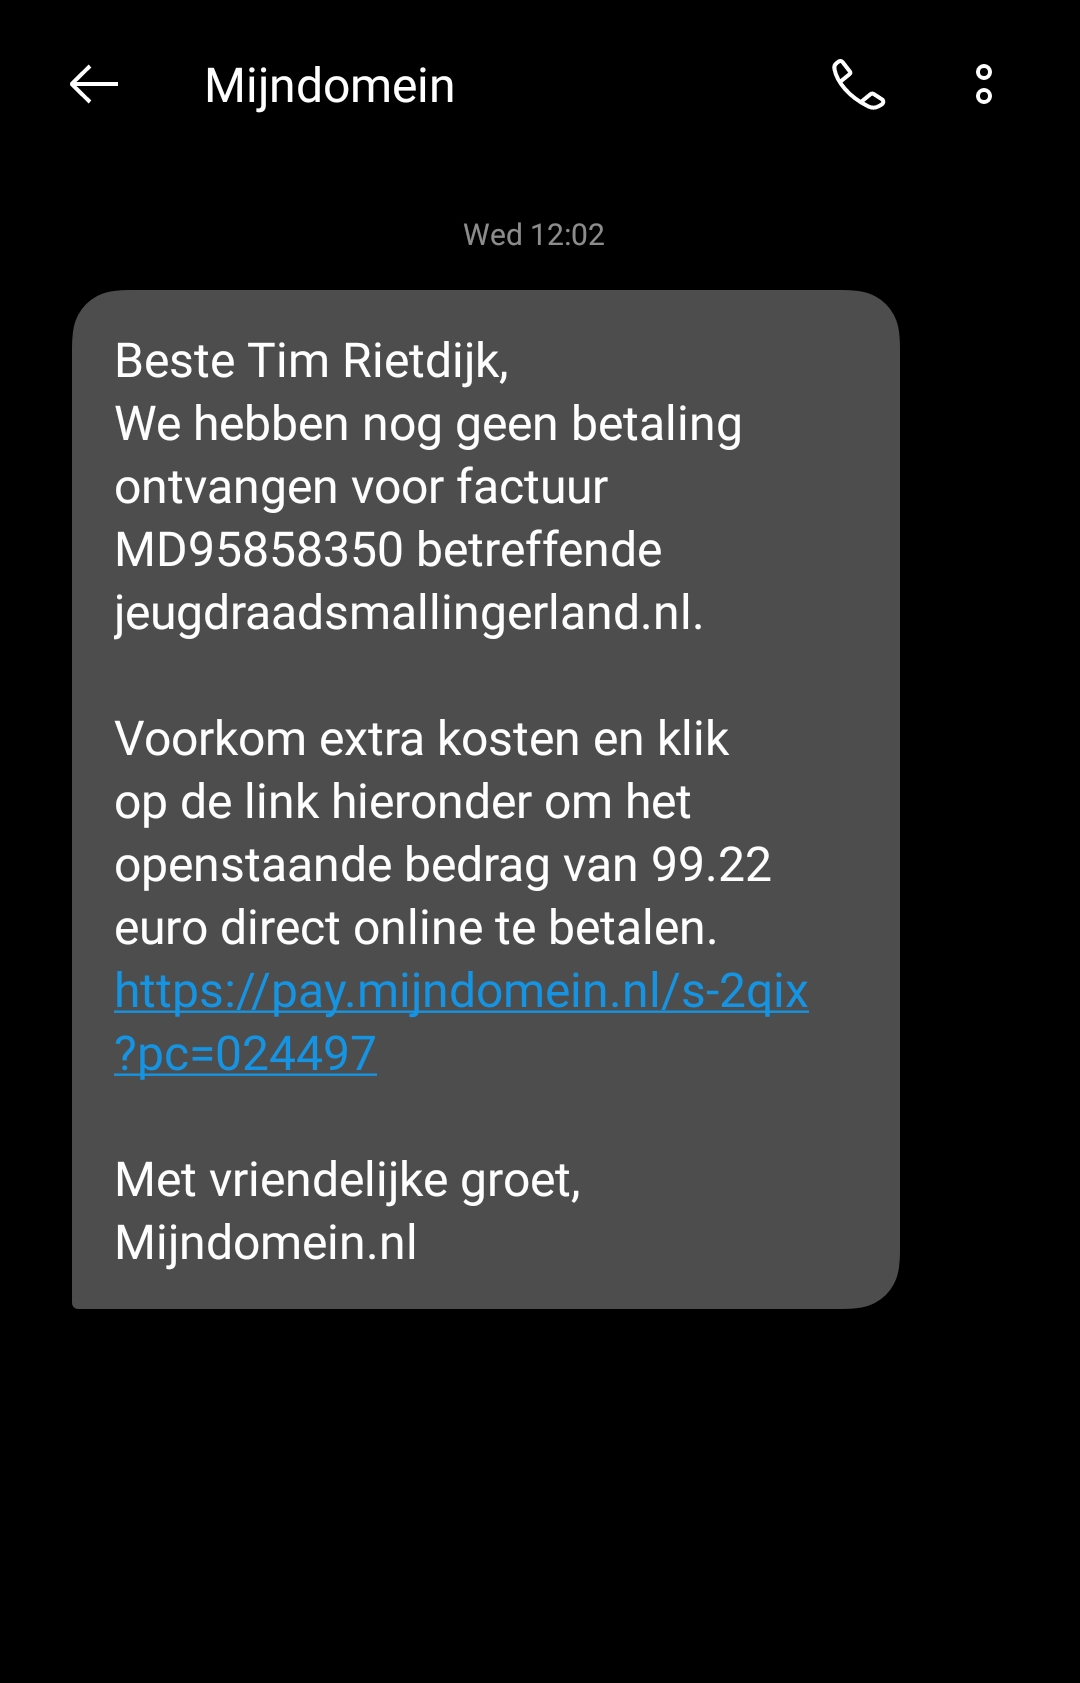 Mijndomein
Wed 12:02
Beste Tim Rietdijk,
We hebben nog geen betaling
ontvangen voor factuur
MD95858350 betreffende
jeugdraadsmallingerland.nl.
Voorkom extra kosten en klik
op de link hieronder om het
openstaande bedrag van 99.22
euro direct online te betalen.
https://pay.mijndomein.nl/s-2qix
?pc=024497
Met vriendelijke groet,
Mijndomein.nl